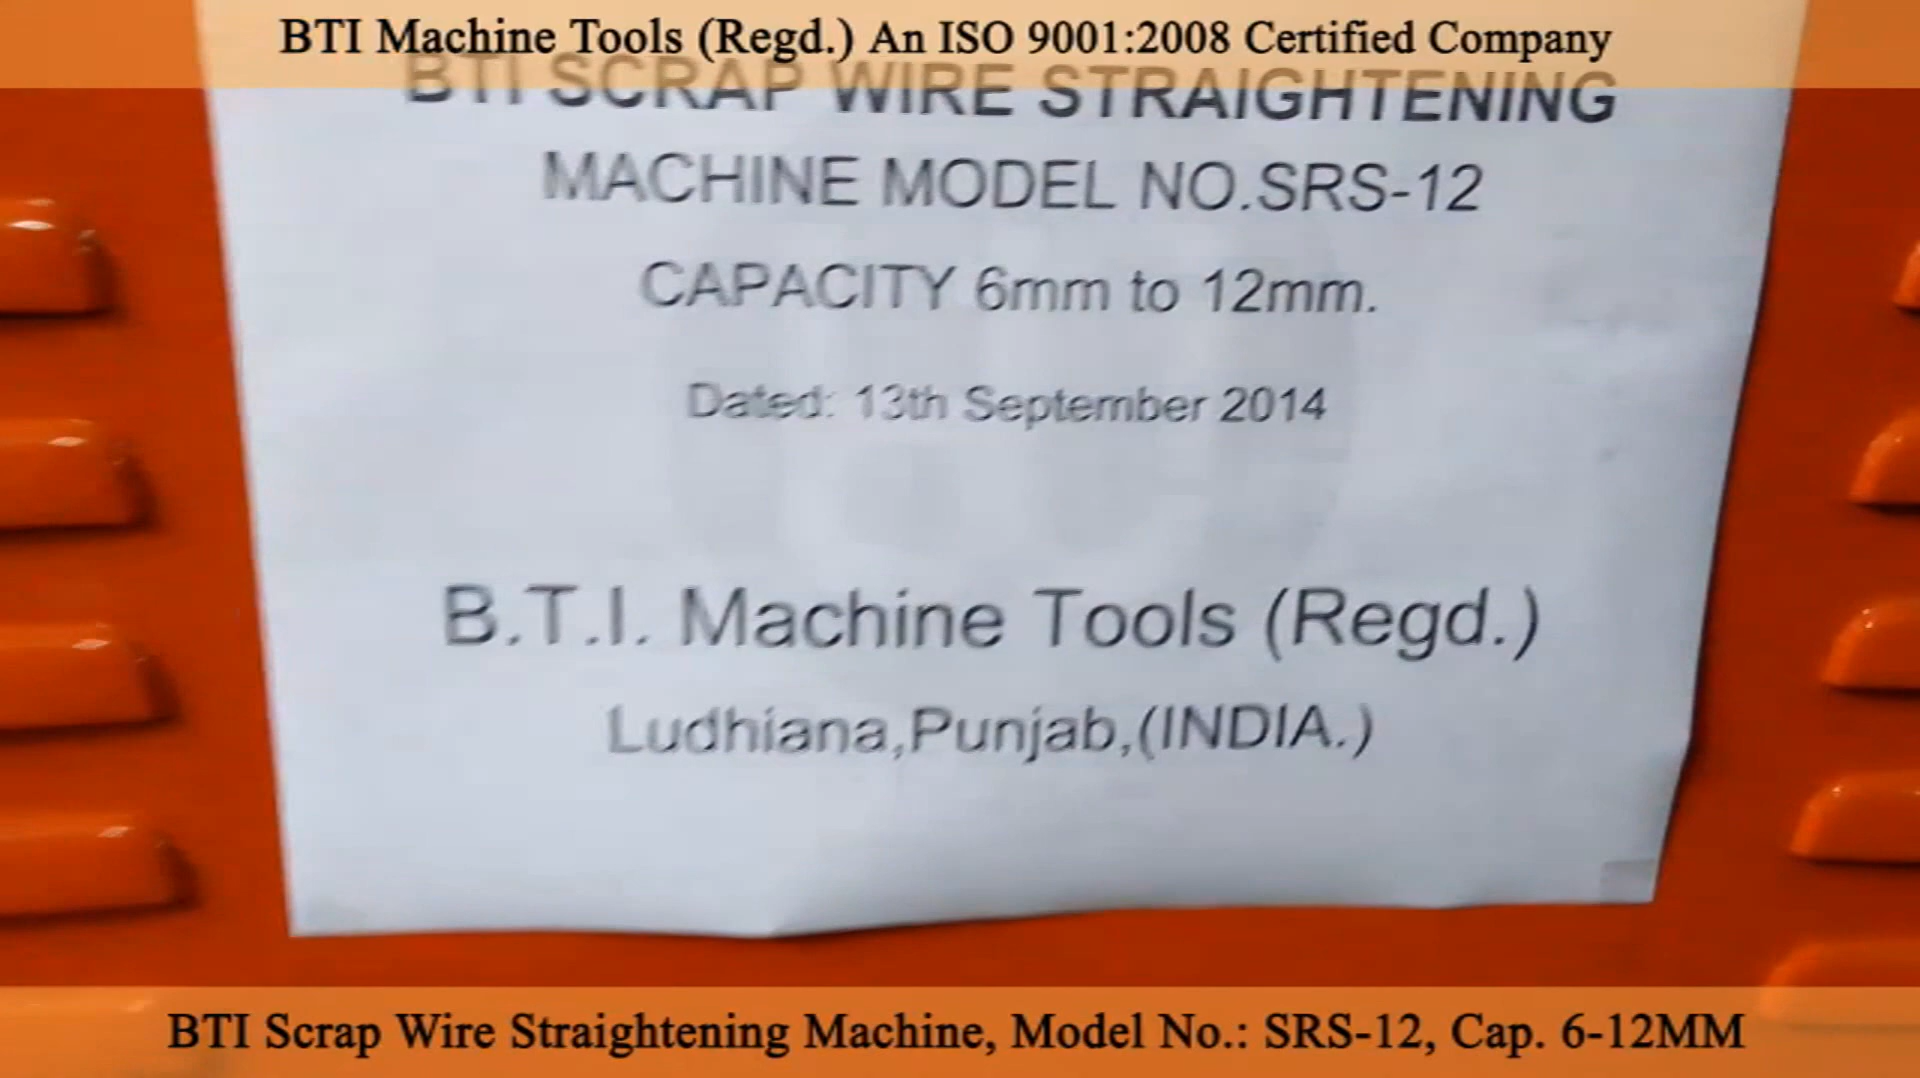 BTI Machine Tools (Regd.) An ISO 9001:2008 Certified Company
BTI SCRAP WIRE STRAIGHTENING
MACHINE MODEL NO.SRS-12
CAPACITY 6mm to 12mm.
Dated: 13th September 2014
B.T.I. Machine Tools (Regd.)
Ludhiana,Punjab,(INDIA.)
BTI Scrap Wire Straightening Machine, Model No.: SRS-12, Cap. 6-12MM